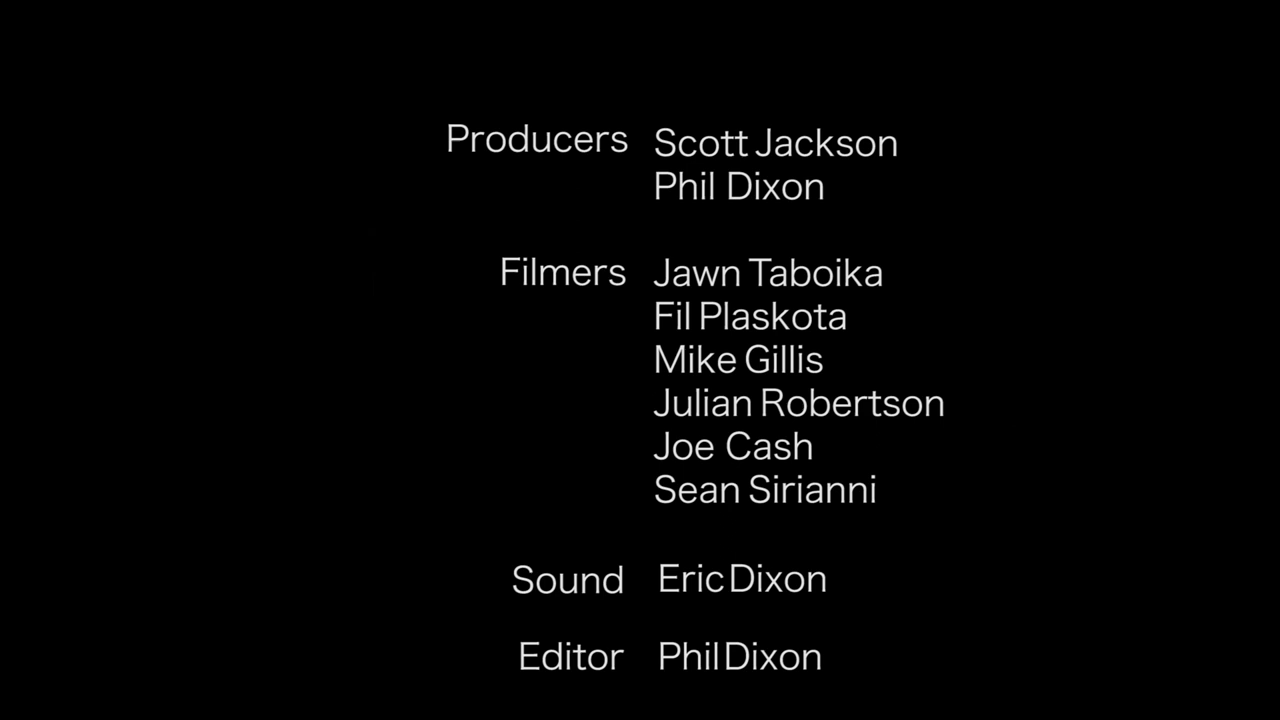 Producers Scott Jackson
Phil Dixon
Filmers Jawn Taboika
Fil Plaskota
Mike Gillis
Julian Robertson
Joe Cash
Sean Sirianni
Sound Eric Dixon
Editor Phil Dixon